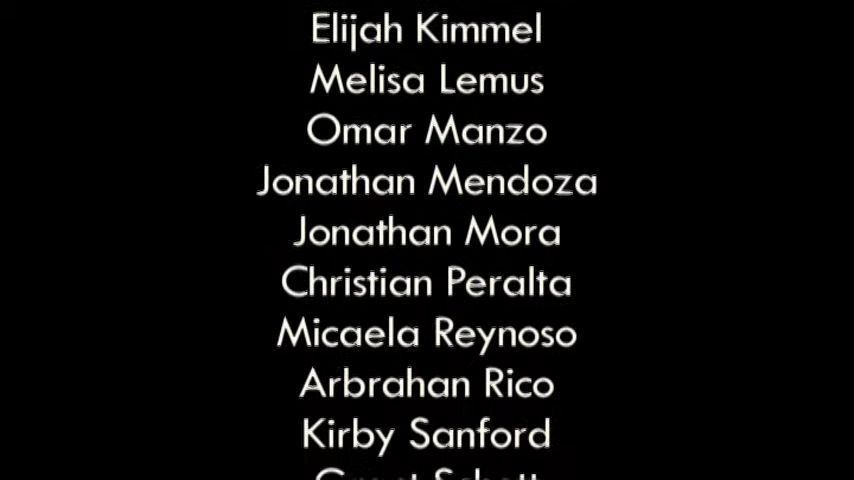 Elijah Kimmel
Melisa Lemus
Omar Manzo
Jonathan Mendoza
Jonathan Mora
Christian Peralta
Micaela Reynoso
Arbrahan Rico
Kirby Sanford